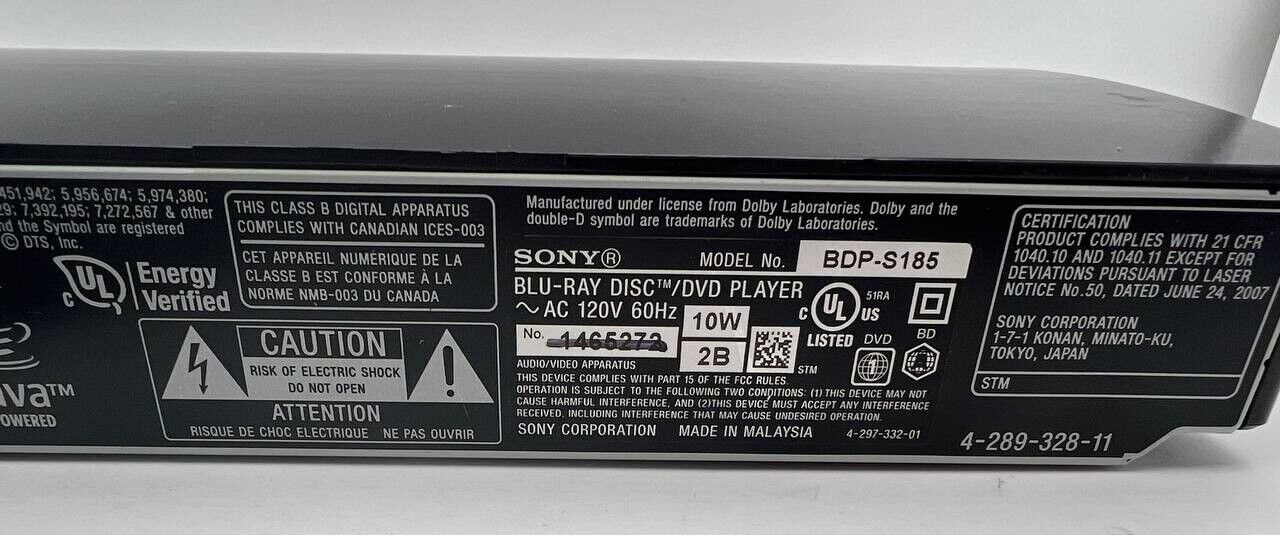 451,942; 5,956,674; 5,974,380;
29; 7,392,195; 7,272,567 & other
nd the Symbol are registered
© DTS, Inc.
C UL US
Energy
Verified
ava™
POWERED
THIS CLASS B DIGITAL APPARATUS
COMPLIES WITH CANADIAN ICES-003
CET APPAREIL NUMÉRIQUE DE LA
CLASSE B EST CONFORME À LA
NORME NMB-003 DU CANADA
CAUTION
RISK OF ELECTRIC SHOCK
DO NOT OPEN
ATTENTION
RISQUE DE CHOC ELECTRIQUE NE PAS OUVRIR
Manufactured under license from Dolby Laboratories. Dolby and the
double-D symbol are trademarks of Dolby Laboratories.
SONY® MODEL No. BDP-S185
BLU-RAY DISC™/DVD PLAYER
~ AC 120V 60Hz 10W
No. 1465272 2B
C UL US 51RA
LISTED
DVD
BD
STM
AUDIO/VIDEO APPARATUS
THIS DEVICE COMPLIES WITH PART 15 OF THE FCC RULES.
OPERATION IS SUBJECT TO THE FOLLOWING TWO CONDITIONS: (1) THIS DEVICE MAY NOT
CAUSE HARMFUL INTERFERENCE, AND (2)THIS DEVICE MUST ACCEPT ANY INTERFERENCE
RECEIVED, INCLUDING INTERFERENCE THAT MAY CAUSE UNDESIRED OPERATION.
SONY CORPORATION MADE IN MALAYSIA 4-297-332-01
CERTIFICATION
PRODUCT COMPLIES WITH 21 CFR
1040.10 AND 1040.11 EXCEPT FOR
DEVIATIONS PURSUANT TO LASER
NOTICE No.50, DATED JUNE 24, 2007
SONY CORPORATION
1-7-1 KONAN, MINATO-KU,
TOKYO, JAPAN
STM
4-289-328-11